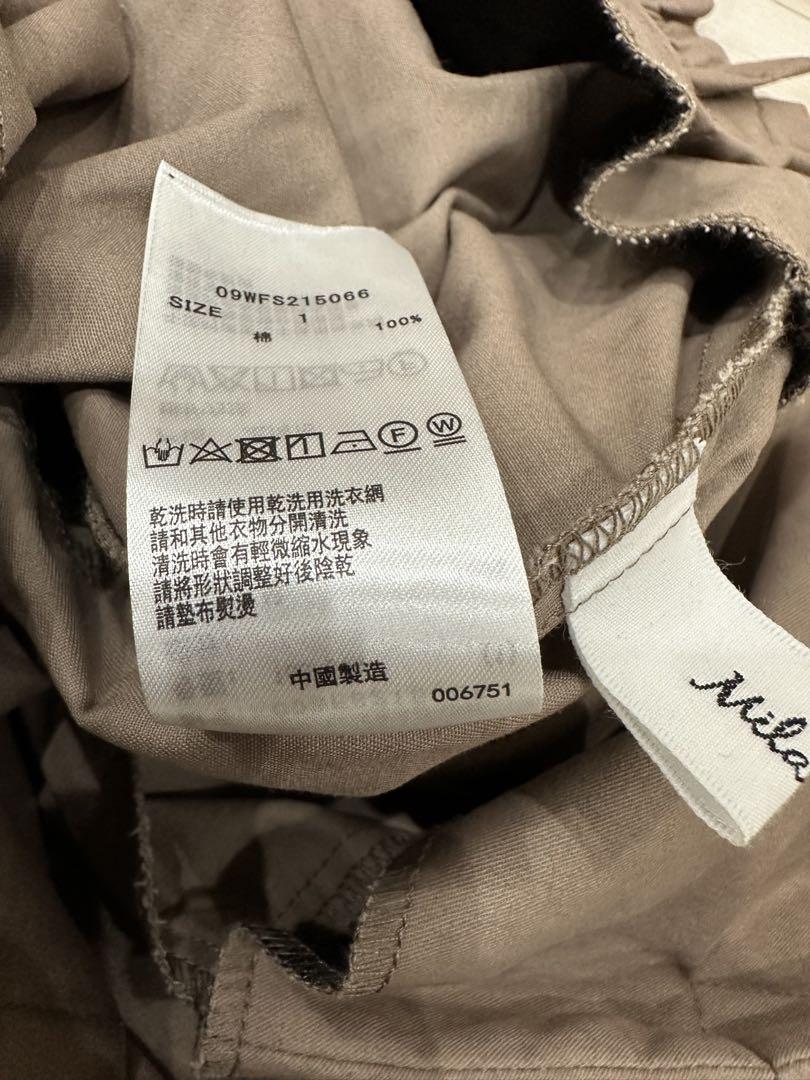 09WFS215066
SIZE 1
棉 100%
F W
乾洗時請使用乾洗用洗衣網
請和其他衣物分開清洗
清洗時會有輕微縮水現象
請將形狀調整好後陰乾
請墊布熨燙
中國製造
006751
Mila